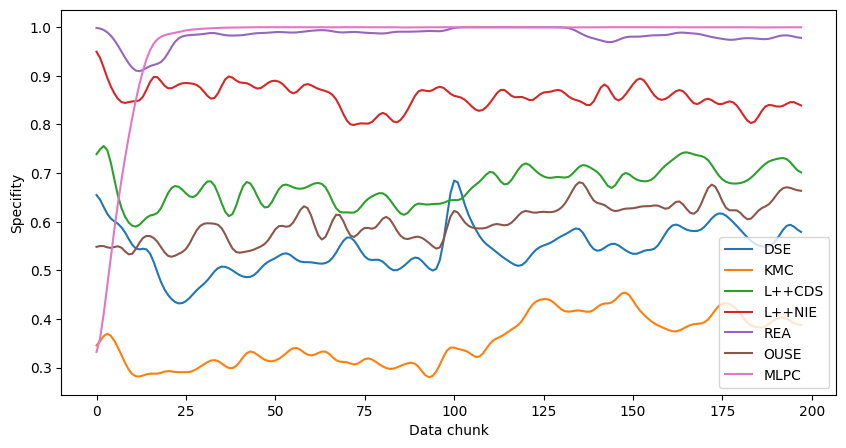 1.0
0.9
0.8
0.7
0.6
0.5
0.4
0.3
Specifity
0
25
50
75
100
125
150
175
200
Data chunk
DSE
KMC
L++CDS
L++NIE
REA
OUSE
MLPC